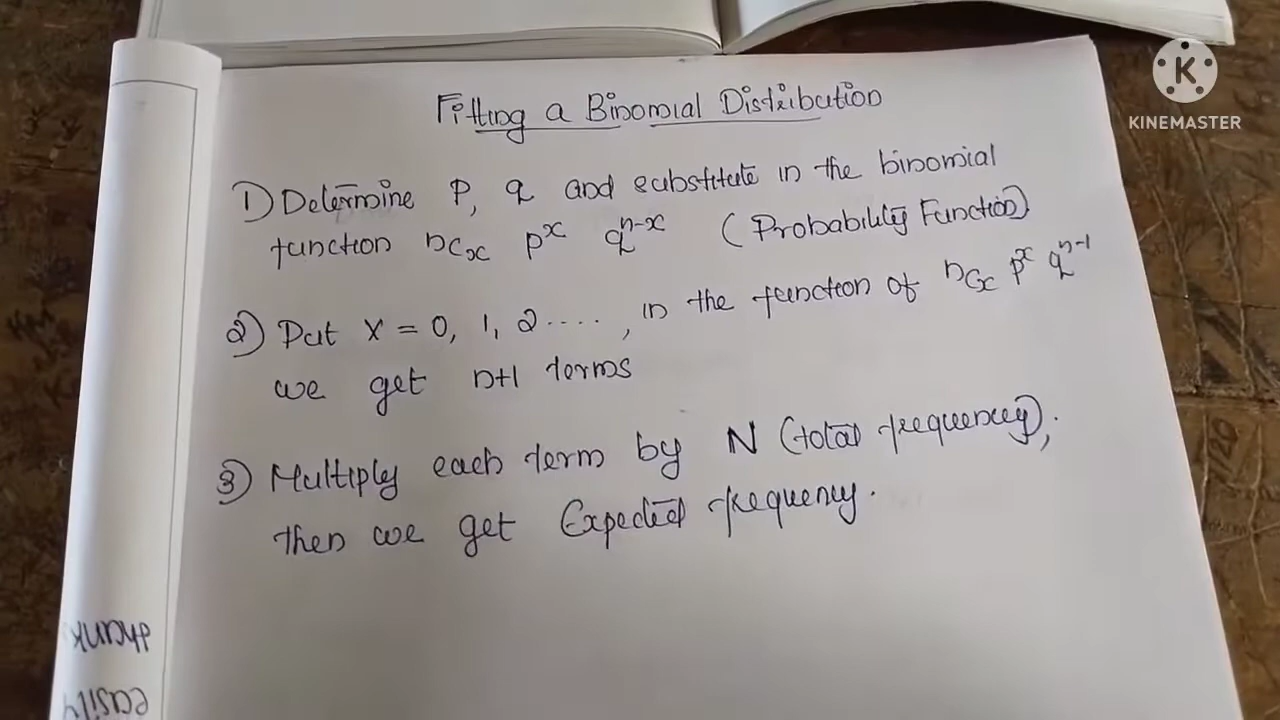 Fitting a Binomial Distribution
1) Determine P, q and substitute in the binomial
function nCx p^x q^n-x (Probability Function)
2) Put X = 0, 1, 2 ...., in the function of nCx p^x q^n-1
we get n+1 terms
3) Multiply each term by N (total frequency),
then we get Expected frequency.
thank
easily
K
KINEMASTER